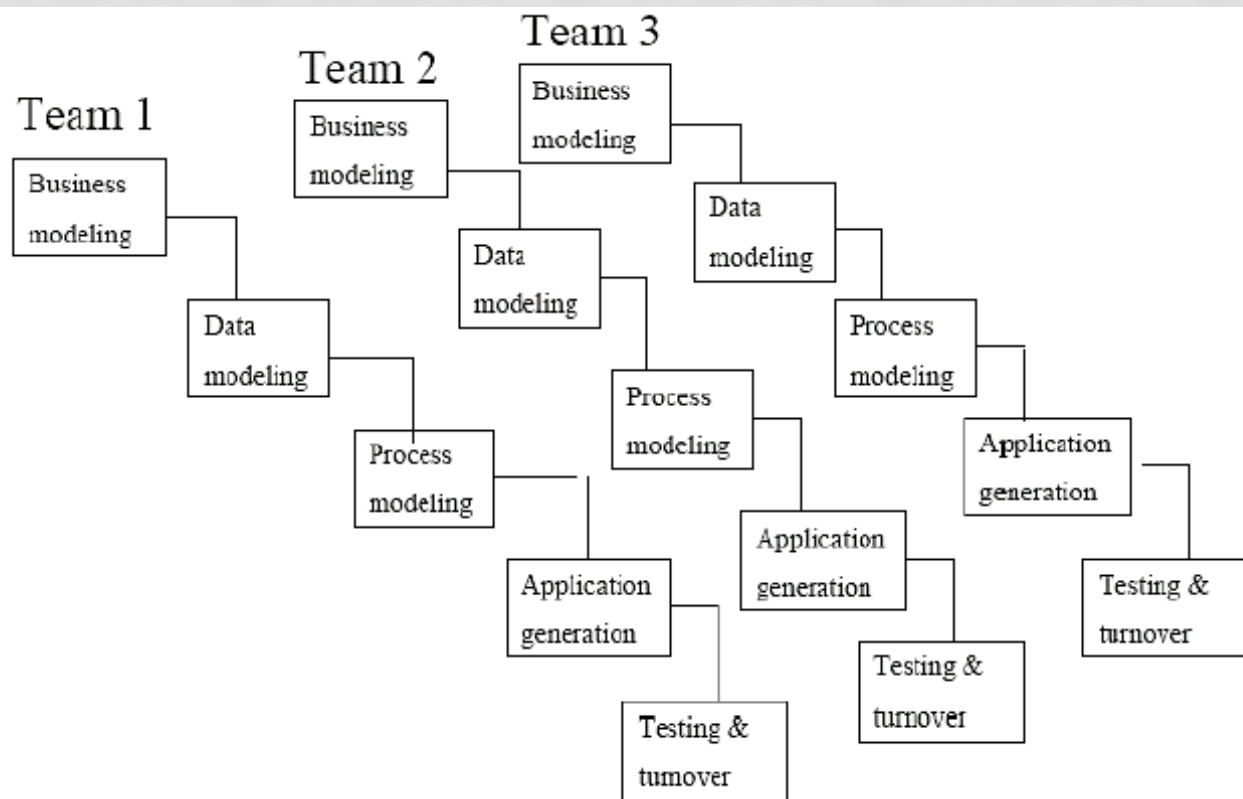 Team 1
Business
modeling
Data
modeling
Process
modeling
Application
generation
Testing &
turnover
Team 2
Business
modeling
Data
modeling
Process
modeling
Application
generation
Testing &
turnover
Team 3
Business
modeling
Data
modeling
Process
modeling
Application
generation
Testing &
turnover